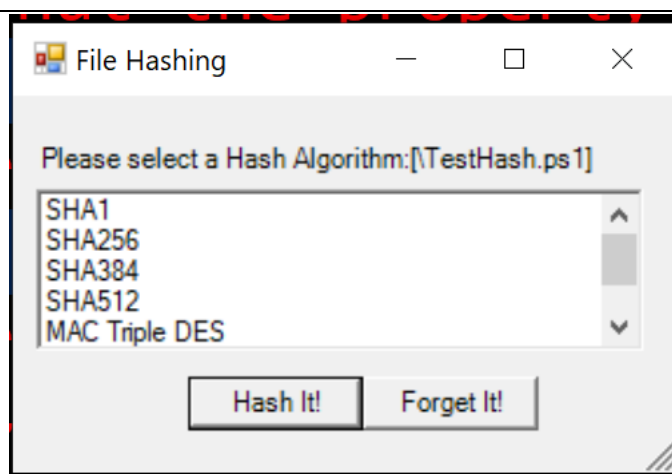 File Hashing
Please select a Hash Algorithm:[\TestHash.ps1]
SHA1
SHA256
SHA384
SHA512
MAC Triple DES
Hash It!
Forget It!